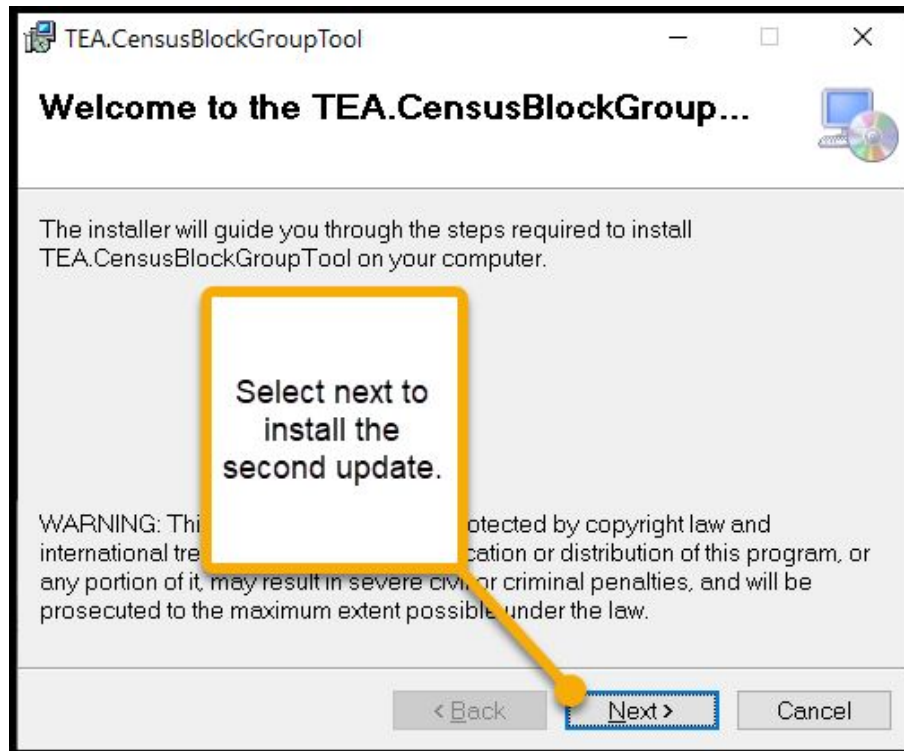 TEA.CensusBlockGroupTool
Welcome to the TEA.CensusBlockGroup...
The installer will guide you through the steps required to install
TEA.CensusBlockGroupTool on your computer.
Select next to
install the
second update.
WARNING: otected by copyright law and
international cation or distribution of this program, or
any portion of it, may result in severe civil or criminal penalties, and will be
prosecuted to the maximum extent possible under the law.
< Back
Next >
Cancel